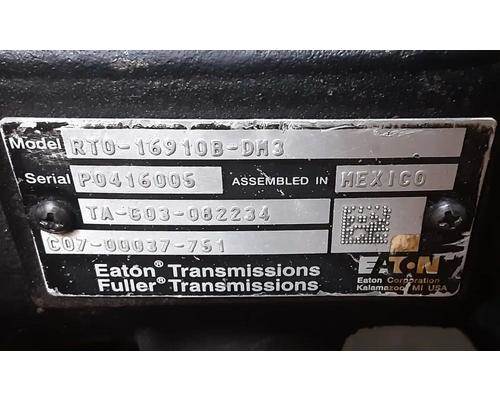 Model RTO-16910B-DM3
Serial P0416005 ASSEMBLED IN MEXICO
TA-603-082234
C07-00037-751
Eaton® Transmissions
Fuller® Transmissions
EATON
Eaton Corporation
Kalamazoo, MI USA